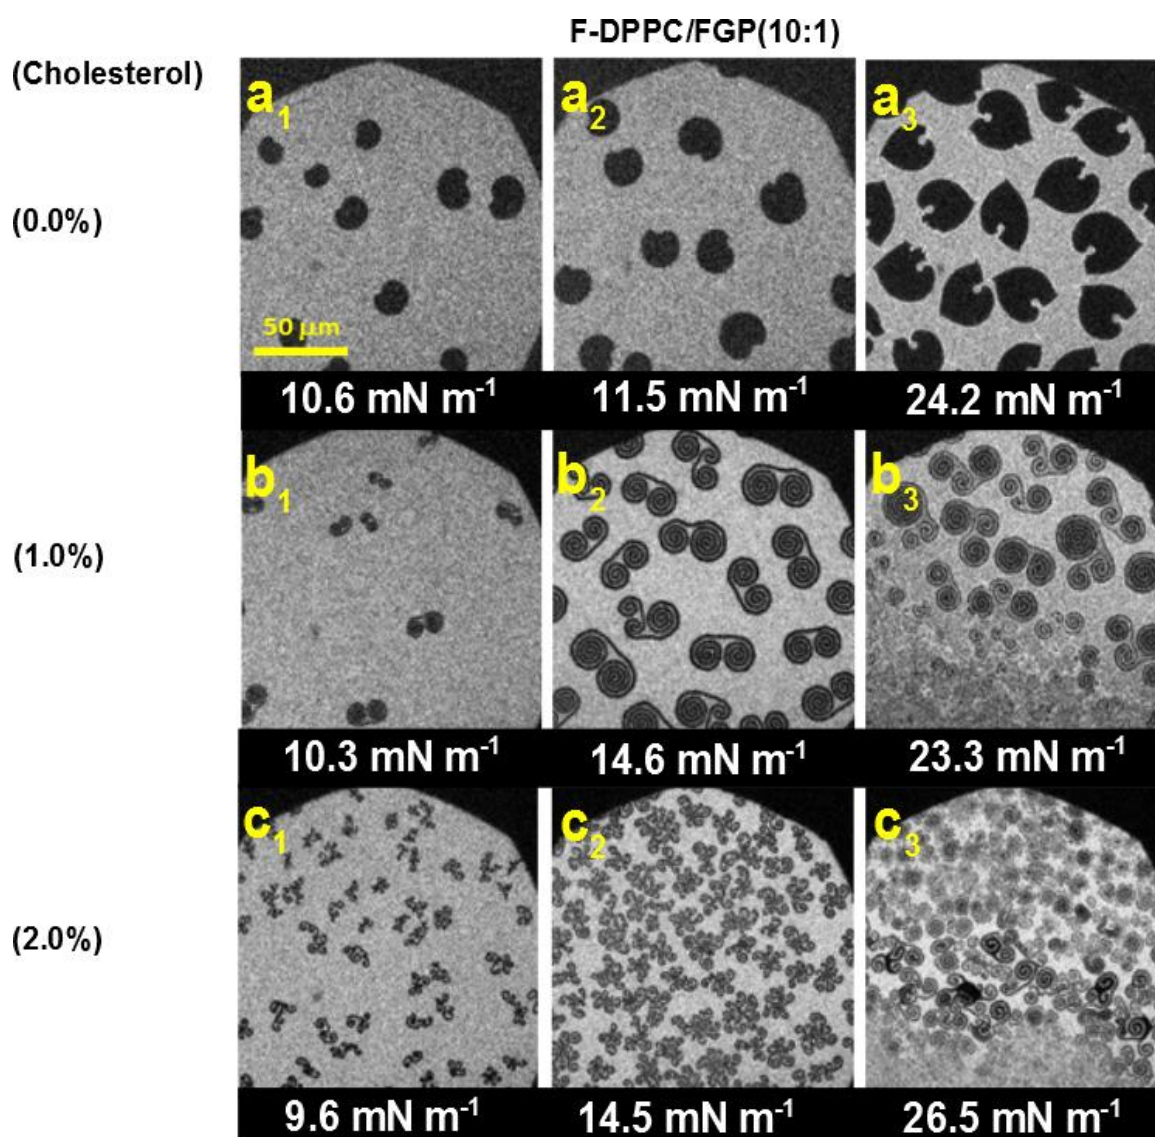 F-DPPC/FGP(10:1)
(Cholesterol)
a1 a2 a3
(0.0%)
50 μm
10.6 mN m-1 11.5 mN m-1 24.2 mN m-1
b1 b2 b3
(1.0%)
10.3 mN m-1 14.6 mN m-1 23.3 mN m-1
c1 c2 c3
(2.0%)
9.6 mN m-1 14.5 mN m-1 26.5 mN m-1